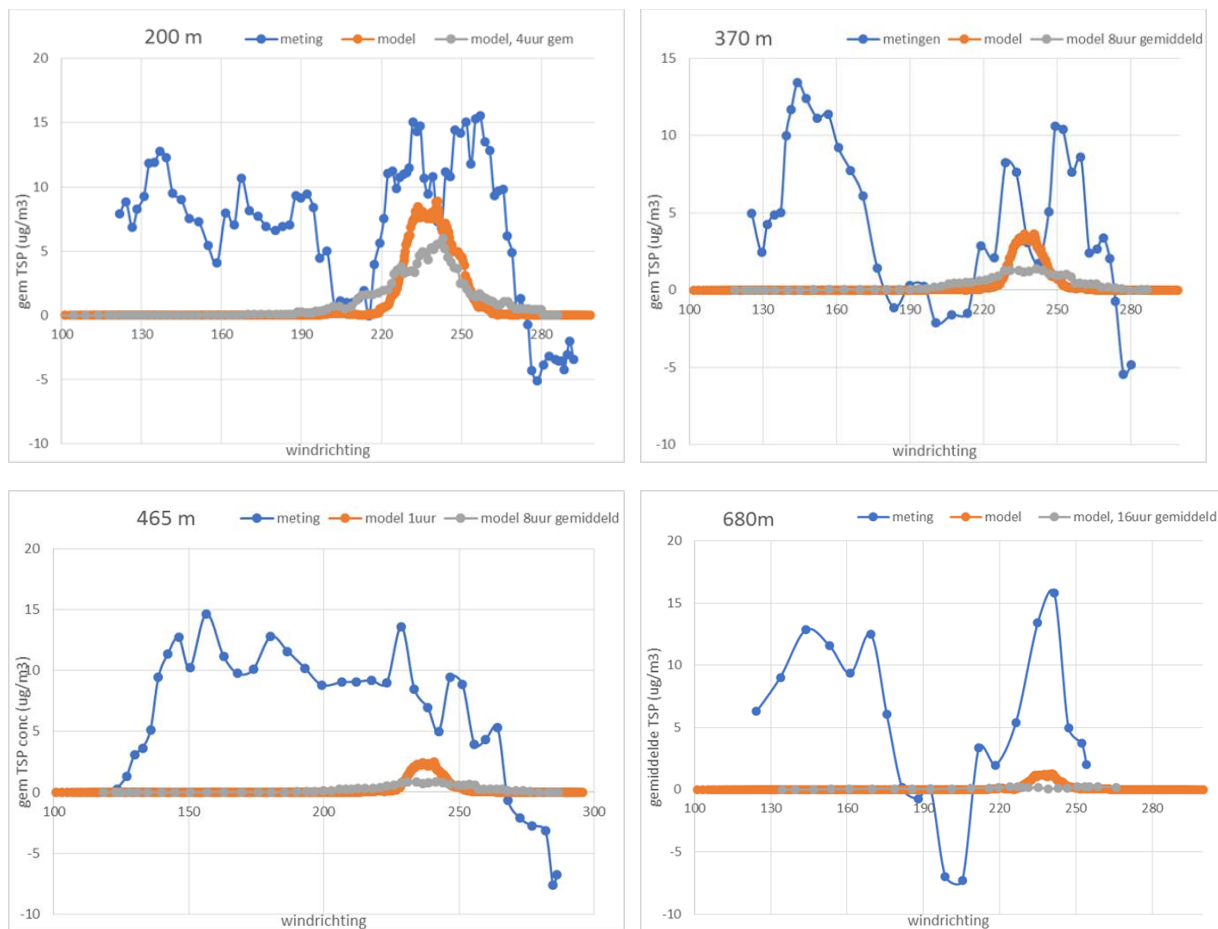 200 m
meting model model, 4uur gem
gem TSP (ug/m3)
20
15
10
5
0
-5
-10
100 130 160 190 220 250 280
windrichting
370 m
metingen model model 8uur gemiddeld
gem TSP (ug/m3)
15
10
5
0
-5
-10
100 130 160 190 220 250 280
windrichting
465 m
meting model 1uur model 8uur gemiddeld
gem TSP conc (ug/m3)
20
15
10
5
0
-5
-10
100 150 200 250 300
windrichting
680m
meting model model, 16uur gemiddeld
gemiddelde TSP (ug/m3)
20
15
10
5
0
-5
-10
100 130 160 190 220 250 280
windrichting